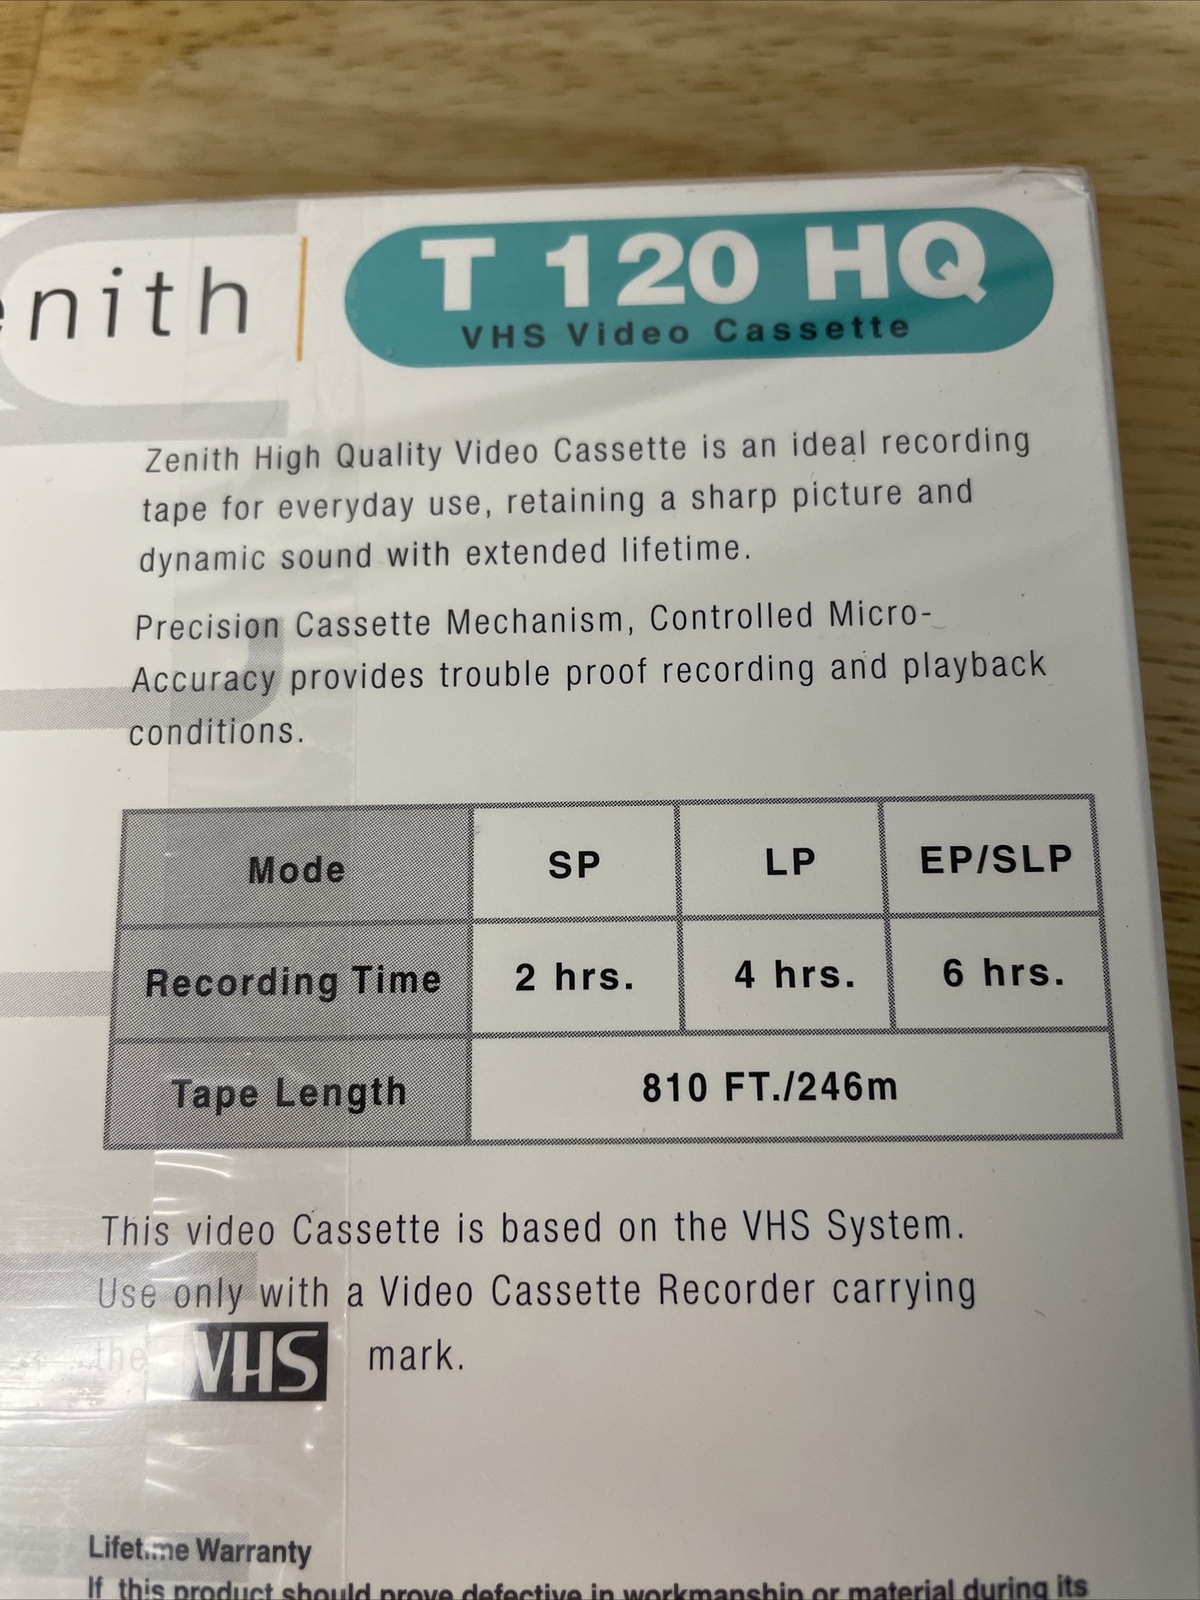 enith
T 120 HQ
VHS Video Cassette
Zenith High Quality Video Cassette is an ideal recording
tape for everyday use, retaining a sharp picture and
dynamic sound with extended lifetime.
Precision Cassette Mechanism, Controlled Micro-
Accuracy provides trouble proof recording and playback
conditions.
Mode SP LP EP/SLP
Recording Time 2 hrs. 4 hrs. 6 hrs.
Tape Length 810 FT./246m
This video Cassette is based on the VHS System.
Use only with a Video Cassette Recorder carrying
the VHS mark.
Lifetime Warranty
If this product should prove defective in workmanship or material during its